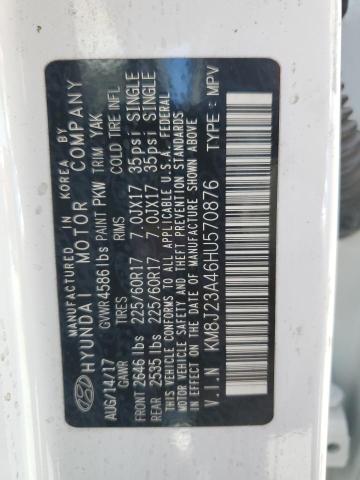 MANUFACTURED IN KOREA BY
HYUNDAI MOTOR COMPANY
AUG/14/17 GVWR 4586 lbs PAINT PKW TRIM YAK
GAWR TIRES RIMS COLD TIRE INFL
FRONT 2646 lbs 225/60R17 7.0JX17 35psi SINGLE
REAR 2535 lbs 225/60R17 7.0JX17 35psi SINGLE
THIS VEHICLE CONFORMS TO ALL APPLICABLE U.S.A. FEDERAL
MOTOR VEHICLE SAFETY STANDARDS IN EFFECT ON THE DATE
OF MANUFACTURE SHOWN ABOVE.
V.I.N KM8J23A46HU570876 TYPE : MPV